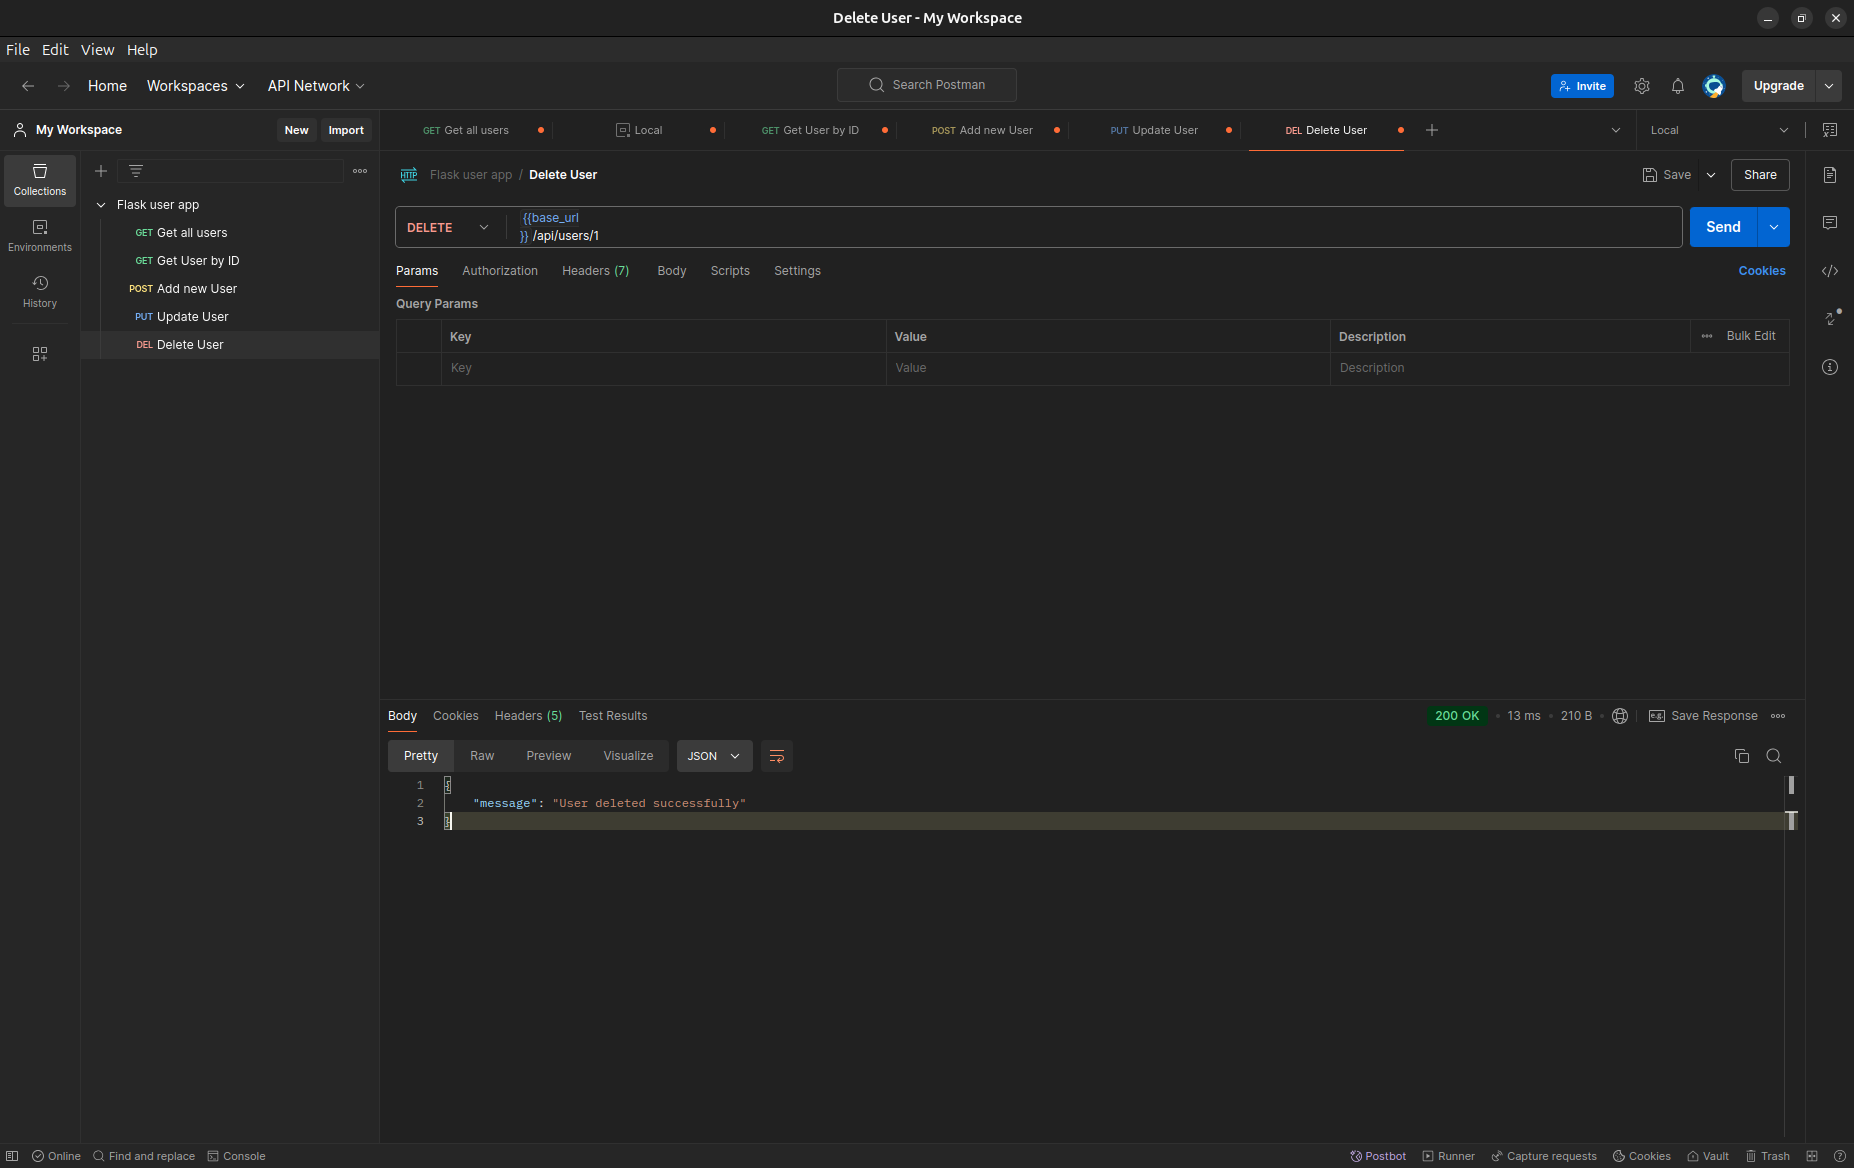 Delete User - My Workspace
File Edit View Help
Home Workspaces API Network Search Postman Invite Upgrade
My Workspace New Import
GET Get all users Local GET Get User by ID POST Add new User PUT Update User DEL Delete User Local
Collections
Environments
History
Flask user app
GET Get all users
GET Get User by ID
POST Add new User
PUT Update User
DEL Delete User
HTTP Flask user app / Delete User Save Share
DELETE {{base_url
}} /api/users/1
Send
Params Authorization Headers (7) Body Scripts Settings Cookies
Query Params
Key Value Description Bulk Edit
Key Value Description
Body Cookies Headers (5) Test Results 200 OK 13 ms 210 B e.g. Save Response
Pretty Raw Preview Visualize JSON
1 {
2 "message": "User deleted successfully"
3 }
Online Find and replace Console Postbot Runner Capture requests Cookies Vault Trash